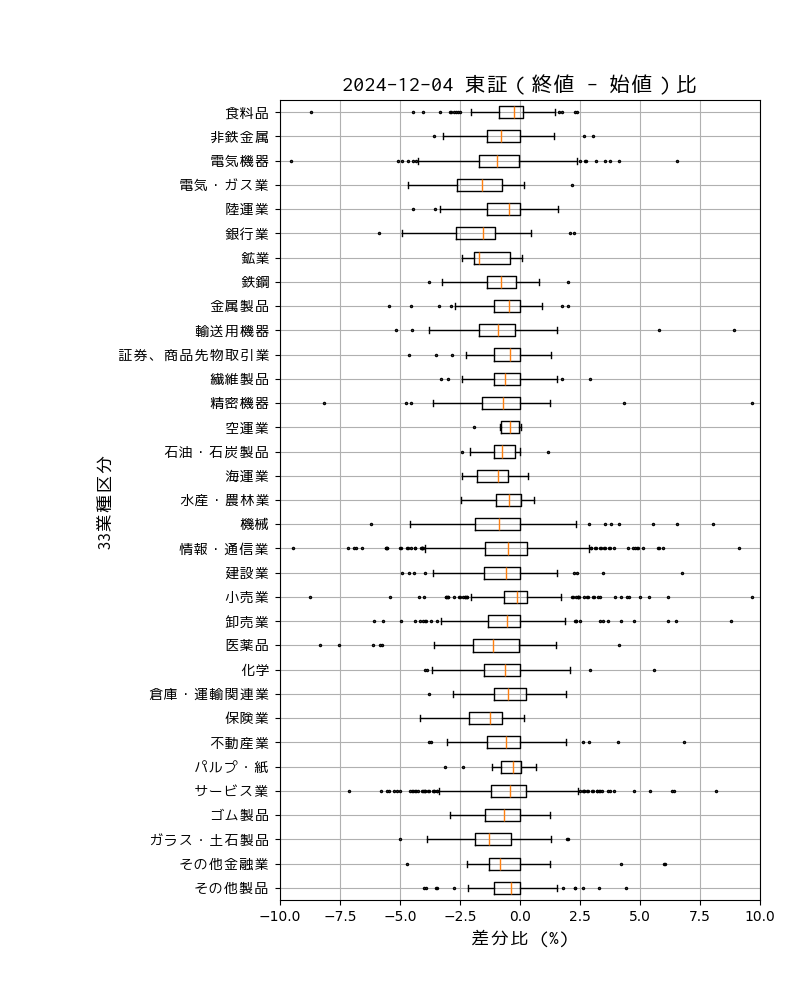 2024-12-04 東証 ( 終値 - 始値 ) 比
食料品
非鉄金属
電気機器
電気・ガス業
陸運業
銀行業
鉱業
鉄鋼
金属製品
輸送用機器
証券、商品先物取引業
繊維製品
精密機器
空運業
石油・石炭製品
海運業
水産・農林業
機械
情報・通信業
建設業
小売業
卸売業
医薬品
化学
倉庫・運輸関連業
保険業
不動産業
パルプ・紙
サービス業
ゴム製品
ガラス・土石製品
その他金融業
その他製品
33業種区分
−10.0 −7.5 −5.0 −2.5 0.0 2.5 5.0 7.5 10.0
差分比 (%)